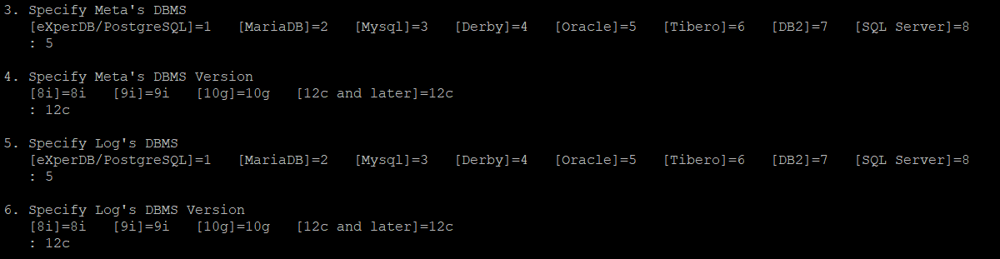 3. Specify Meta's DBMS
[eXperDB/PostgreSQL]=1 [MariaDB]=2 [Mysql]=3 [Derby]=4 [Oracle]=5 [Tibero]=6 [DB2]=7 [SQL Server]=8
: 5
4. Specify Meta's DBMS Version
[8i]=8i [9i]=9i [10g]=10g [12c and later]=12c
: 12c
5. Specify Log's DBMS
[eXperDB/PostgreSQL]=1 [MariaDB]=2 [Mysql]=3 [Derby]=4 [Oracle]=5 [Tibero]=6 [DB2]=7 [SQL Server]=8
: 5
6. Specify Log's DBMS Version
[8i]=8i [9i]=9i [10g]=10g [12c and later]=12c
: 12c